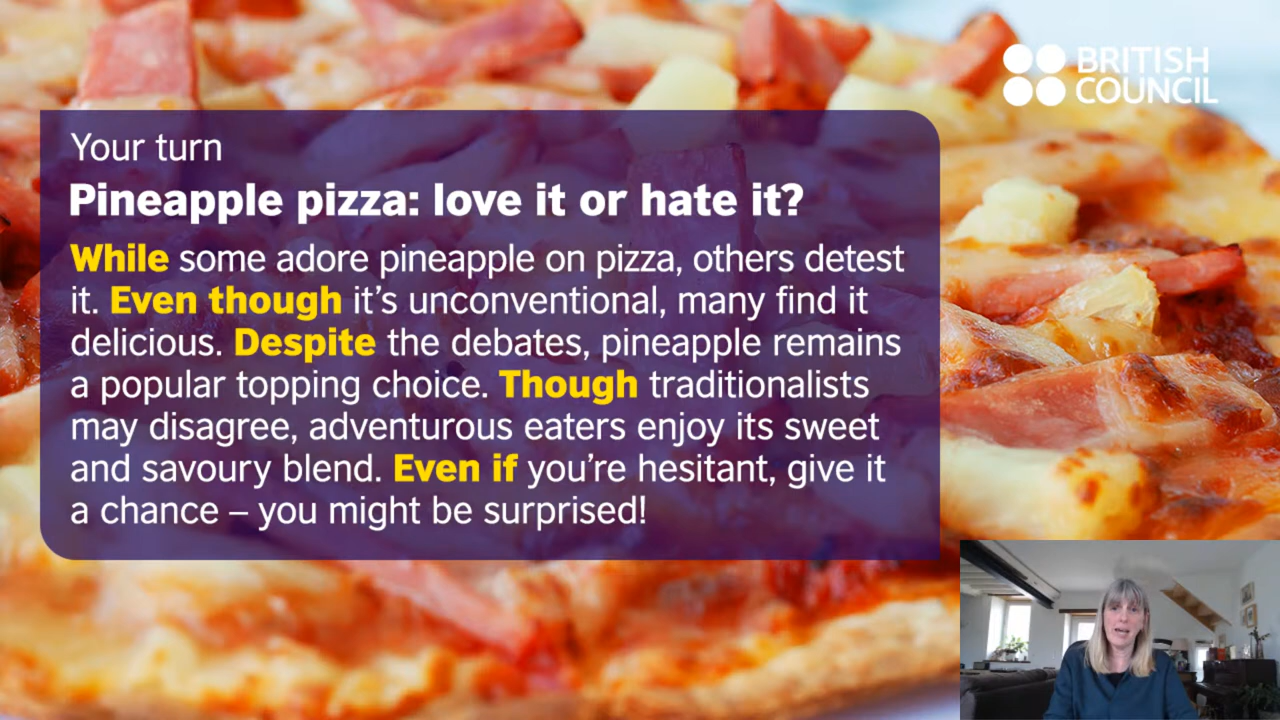 BRITISH
COUNCIL
Your turn
Pineapple pizza: love it or hate it?
While some adore pineapple on pizza, others detest
it. Even though it’s unconventional, many find it
delicious. Despite the debates, pineapple remains
a popular topping choice. Though traditionalists
may disagree, adventurous eaters enjoy its sweet
and savoury blend. Even if you’re hesitant, give it
a chance – you might be surprised!